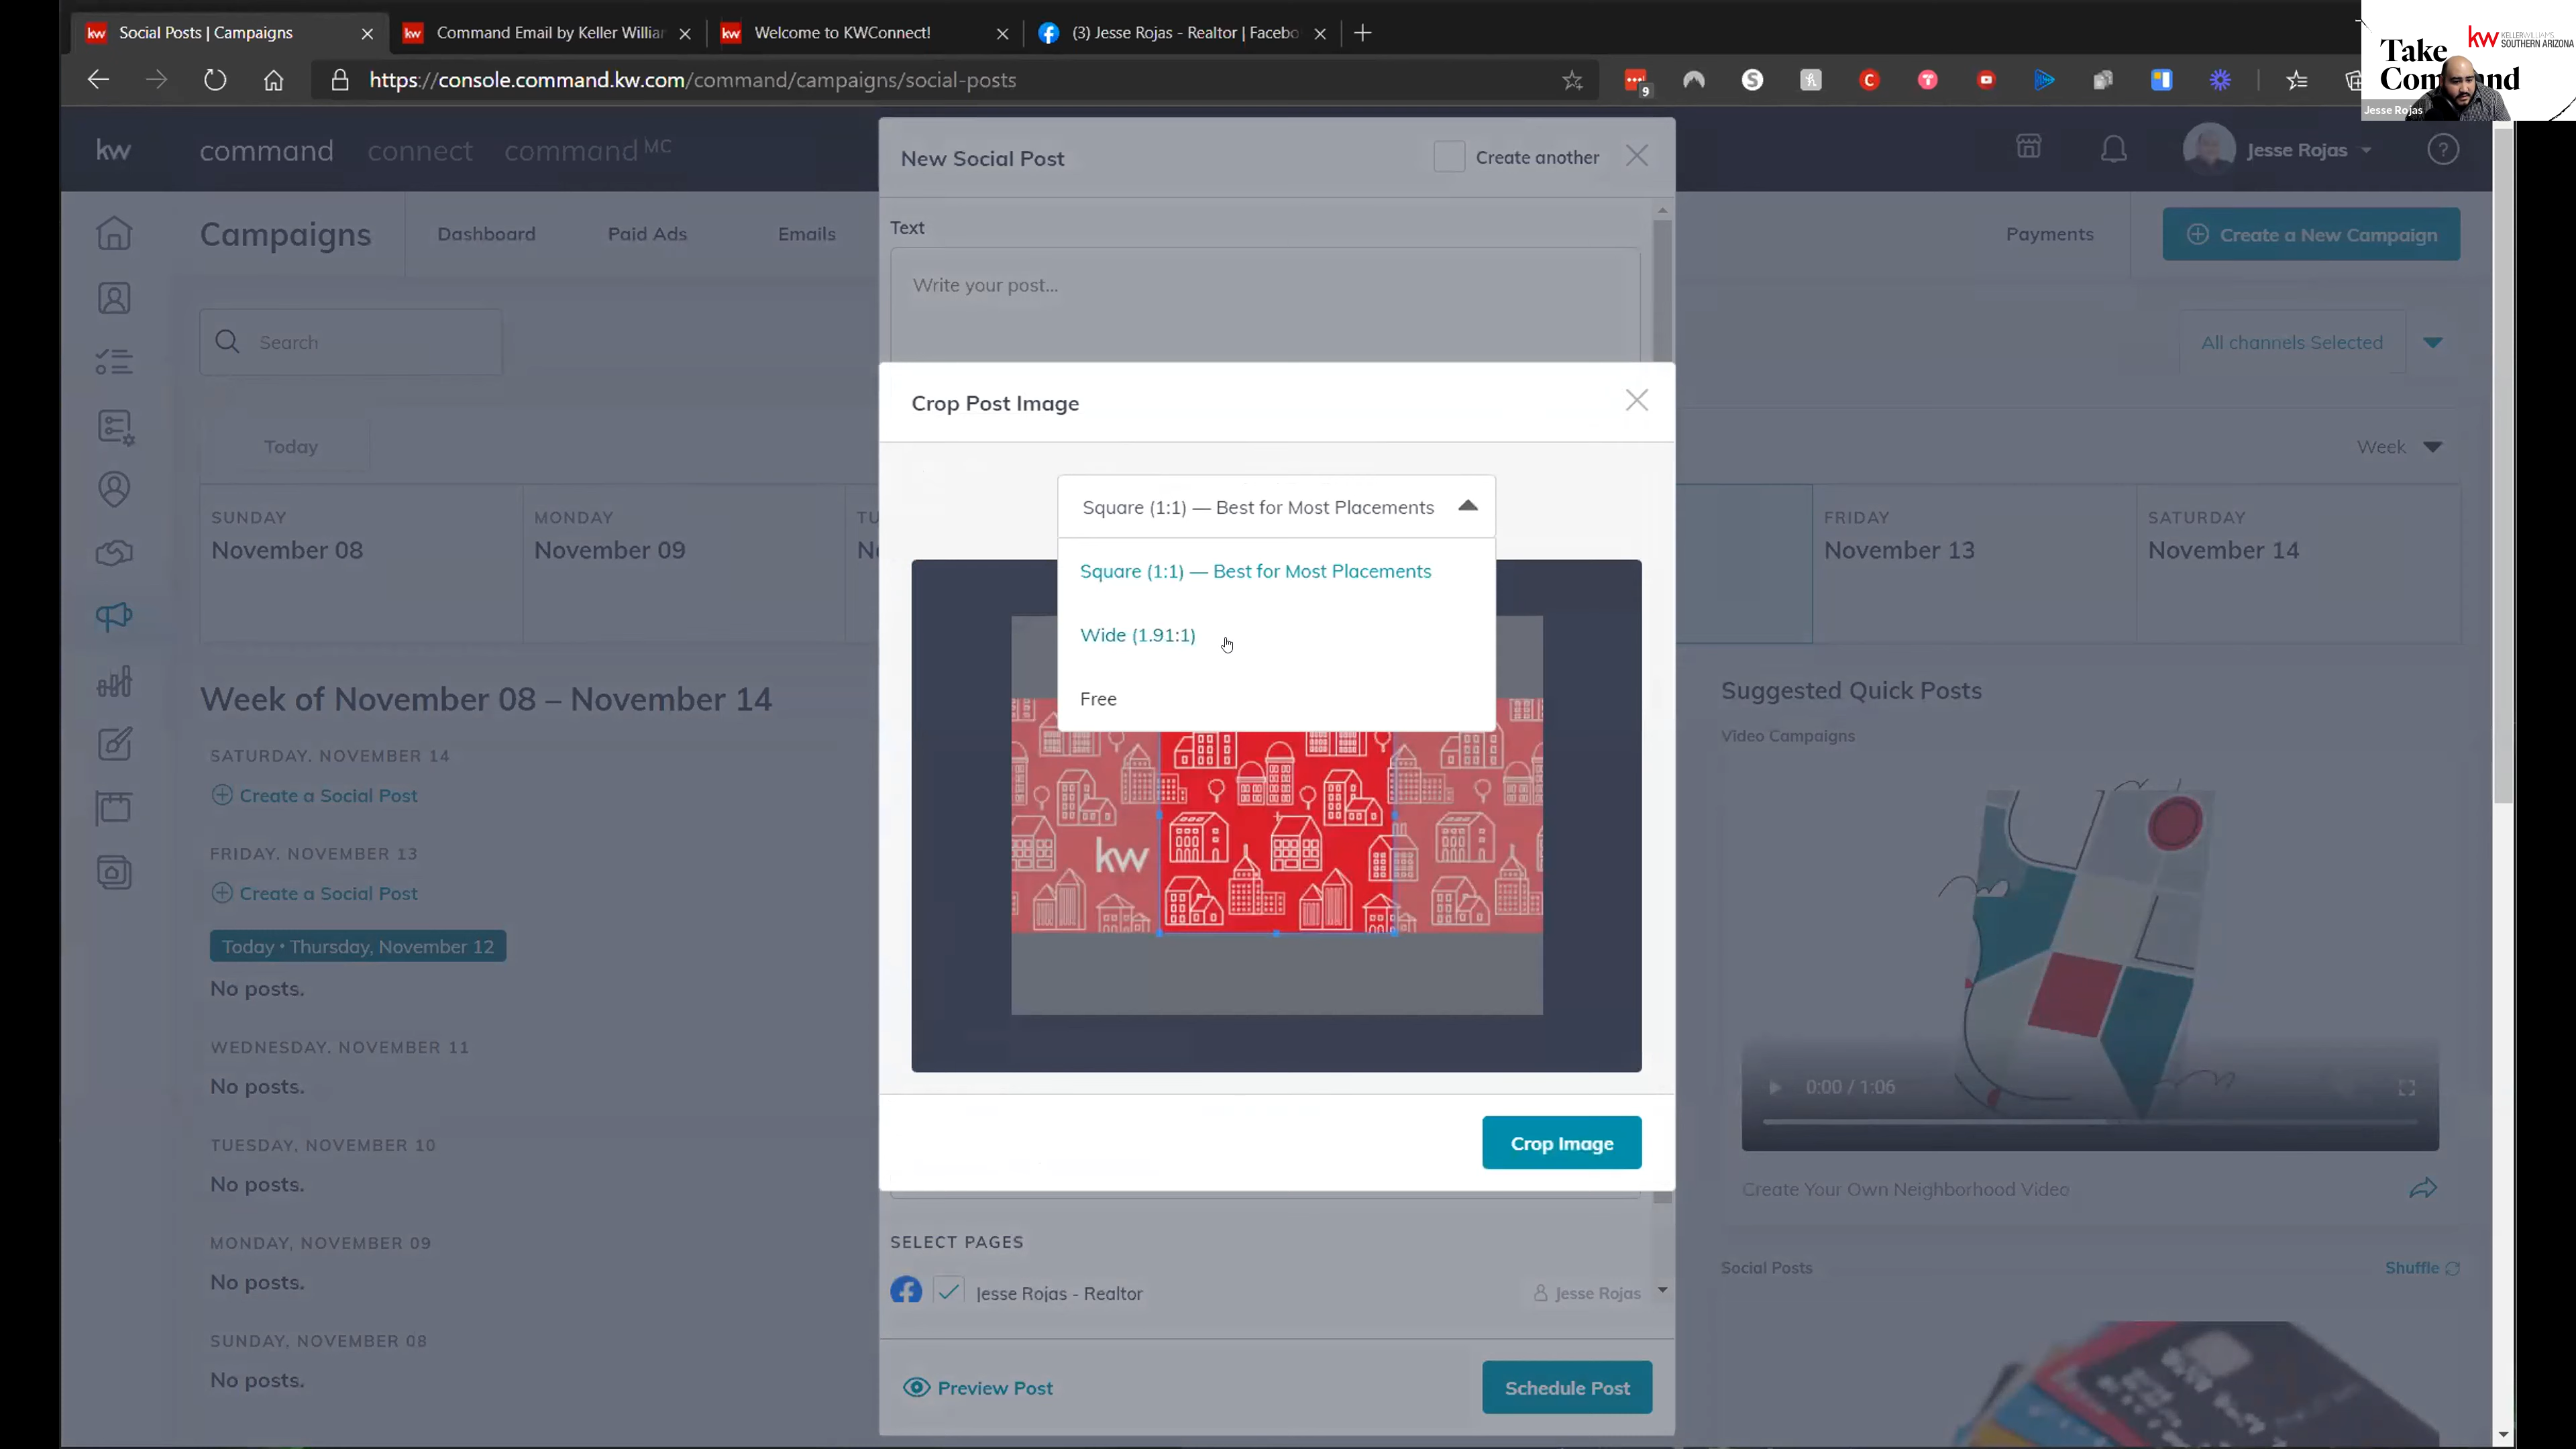 Social Posts | Campaigns
Command Email by Keller Williar
Welcome to KWConnect!
(3) Jesse Rojas - Realtor | Facebo
https://console.command.kw.com/command/campaigns/social-posts
9
Take Command
kw KELLERWILLIAMS
SOUTHERN ARIZONA
Jesse Rojas
kw
command
connect
command MC
Jesse Rojas
?
New Social Post
Create another
Campaigns
Dashboard
Paid Ads
Emails
Payments
Create a New Campaign
Text
Write your post...
Search
All channels Selected
Crop Post Image
Today
Week
Square (1:1) — Best for Most Placements
Square (1:1) — Best for Most Placements
Wide (1.91:1)
Free
SUNDAY
November 08
MONDAY
November 09
TU
N
FRIDAY
November 13
SATURDAY
November 14
kw
Crop Image
Week of November 08 – November 14
SATURDAY, NOVEMBER 14
Create a Social Post
FRIDAY, NOVEMBER 13
Create a Social Post
Today • Thursday, November 12
No posts.
WEDNESDAY, NOVEMBER 11
No posts.
TUESDAY, NOVEMBER 10
No posts.
MONDAY, NOVEMBER 09
No posts.
SUNDAY, NOVEMBER 08
No posts.
SELECT PAGES
Jesse Rojas - Realtor
Jesse Rojas
Preview Post
Schedule Post
Suggested Quick Posts
Video Campaigns
0:00 / 1:06
Create Your Own Neighborhood Video
Social Posts
Shuffle